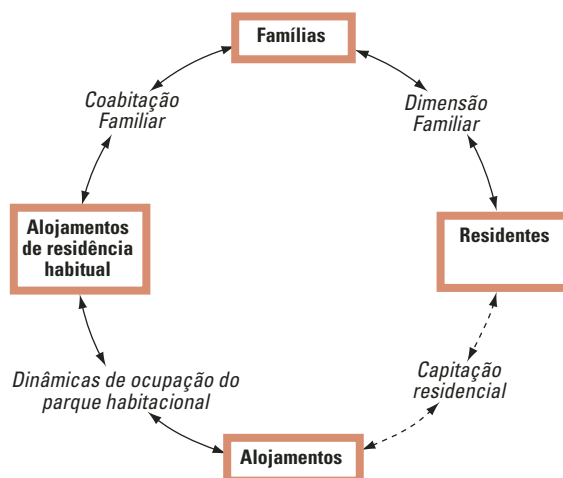 Famílias
Coabitação
Familiar
Dimensão
Familiar
Alojamentos
de residência
habitual
Residentes
Dinâmicas de ocupação do
parque habitacional
Capitação
residencial
Alojamentos